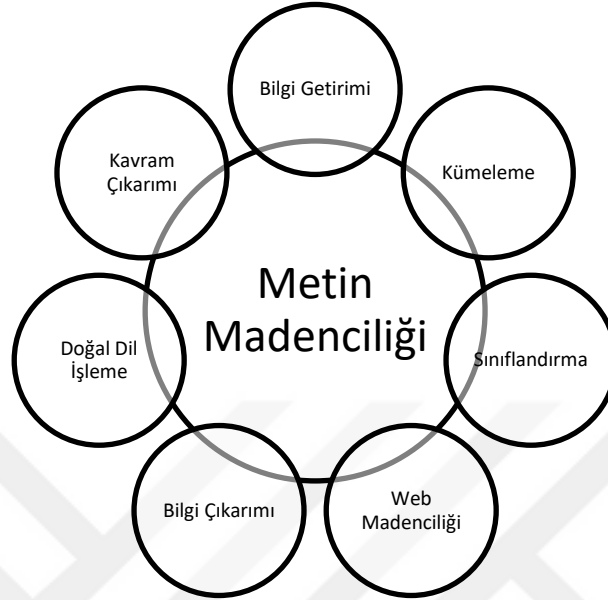 Bilgi Getirimi
Kümeleme
Kavram
Çıkarımı
Metin
Madenciliği
Sınıflandırma
Doğal Dil
İşleme
Web
Madenciliği
Bilgi Çıkarımı